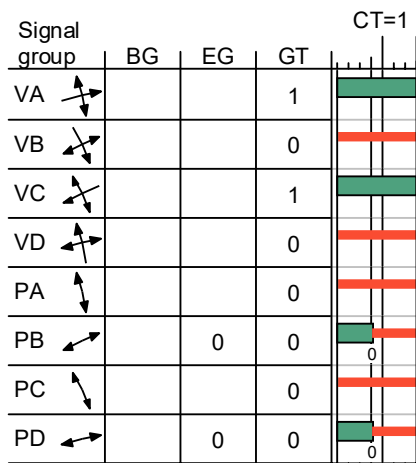 CT=1
Signal
group BG EG GT
VA 1
VB 0
VC 1
VD 0
PA 0
PB 0 0 0
PC 0
PD 0 0 0